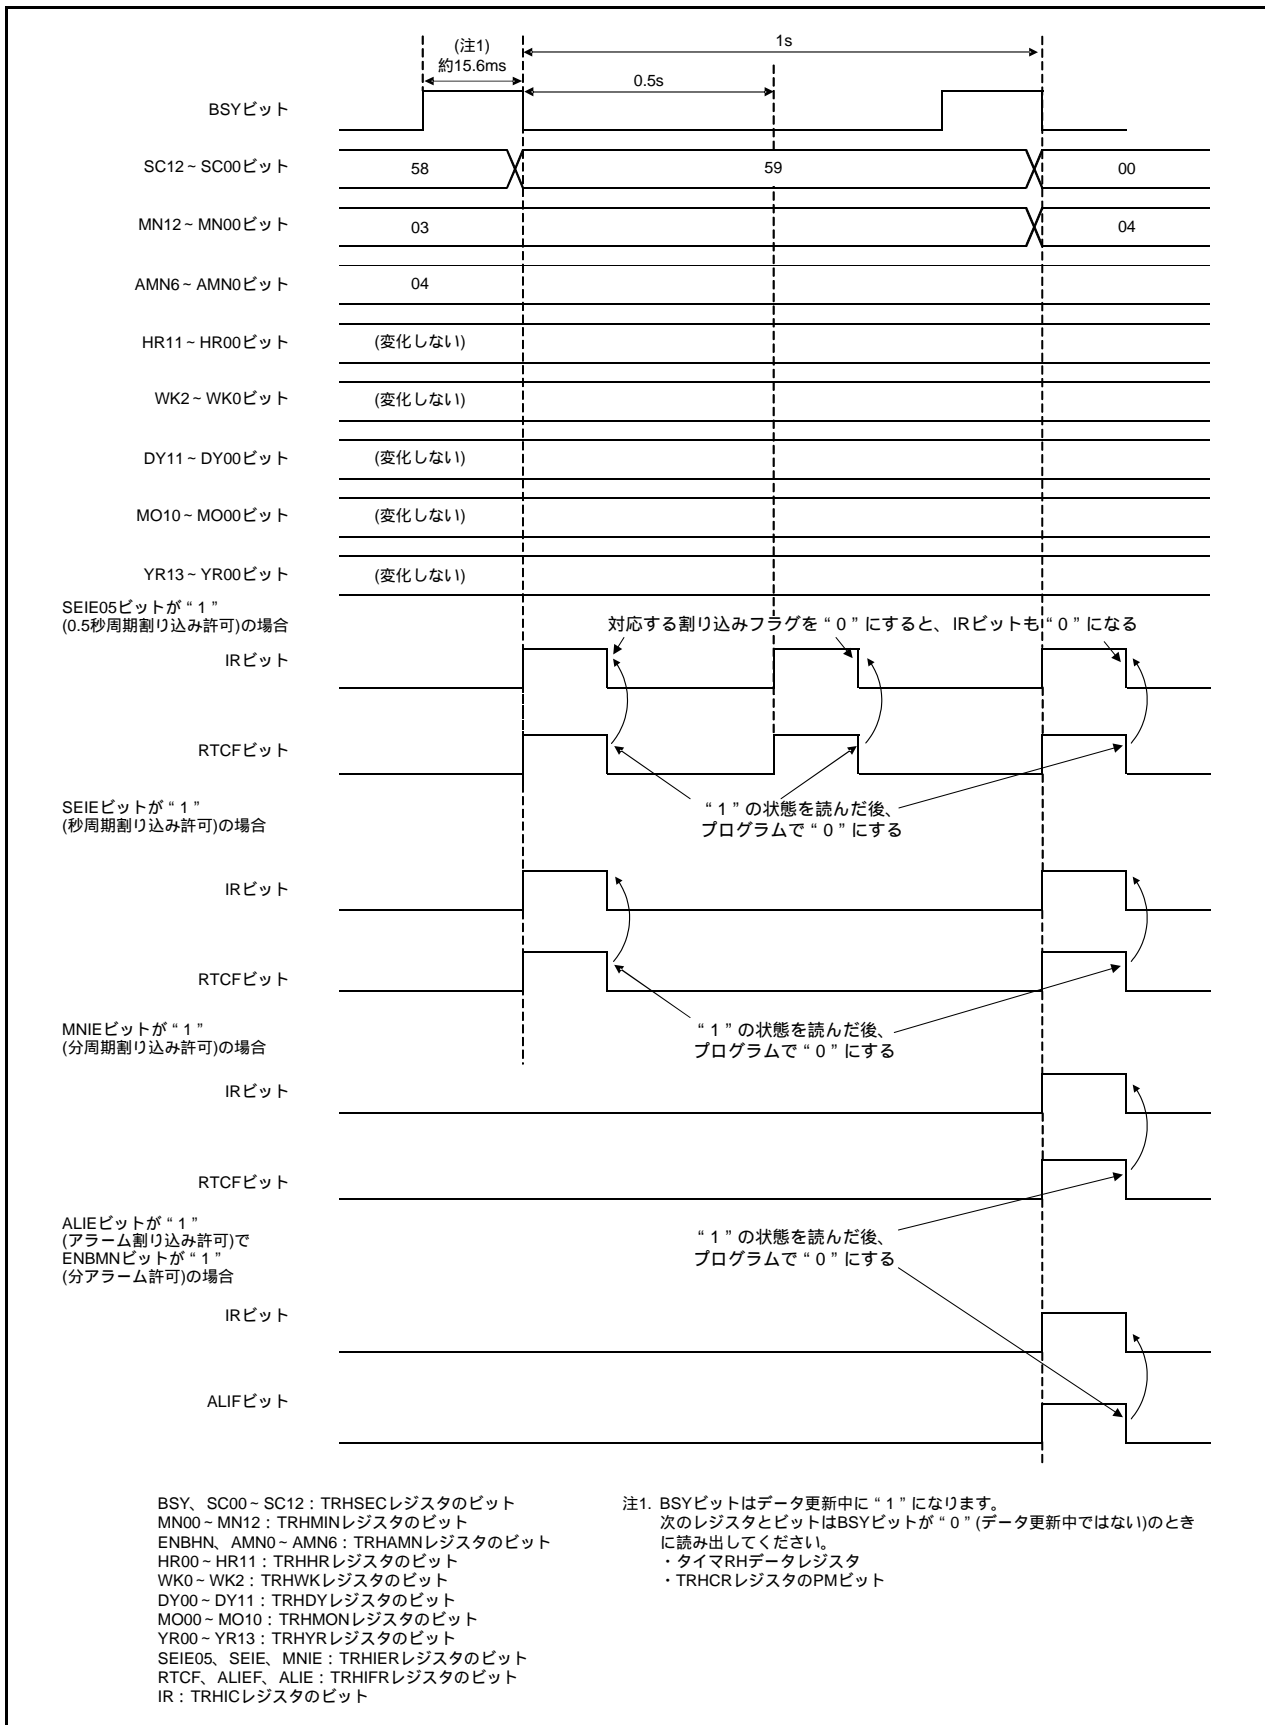 (注1)
約15.6ms
1s
0.5s
BSYビット
SC12~SC00ビット
58
59
00
MN12~MN00ビット
03
04
AMN6~AMN0ビット
04
HR11~HR00ビット
(変化しない)
WK2~WK0ビット
(変化しない)
DY11~DY00ビット
(変化しない)
MO10~MO00ビット
(変化しない)
YR13~YR00ビット
(変化しない)
SEIE05ビットが“1”
(0.5秒周期割り込み許可)の場合
対応する割り込みフラグを“0”にすると、IRビットも“0”になる
IRビット
RTCFビット
SEIEビットが“1”
(秒周期割り込み許可)の場合
“1”の状態を読んだ後、
プログラムで“0”にする
IRビット
RTCFビット
MNIEビットが“1”
(分周期割り込み許可)の場合
“1”の状態を読んだ後、
プログラムで“0”にする
IRビット
RTCFビット
ALIEビットが“1”
(アラーム割り込み許可)で
ENBMNビットが“1”
(分アラーム許可)の場合
“1”の状態を読んだ後、
プログラムで“0”にする
IRビット
ALIFビット
BSY、SC00~SC12:TRHSECレジスタのビット
MN00~MN12:TRHMINレジスタのビット
ENBHN、AMN0~AMN6:TRHAMNレジスタのビット
HR00~HR11:TRHHRレジスタのビット
WK0~WK2:TRHWKレジスタのビット
DY00~DY11:TRHDYレジスタのビット
MO00~MO10:TRHMONレジスタのビット
YR00~YR13:TRHYRレジスタのビット
SEIE05、SEIE、MNIE:TRHIERレジスタのビット
RTCF、ALIEF、ALIE:TRHIFRレジスタのビット
IR:TRHICレジスタのビット
注1. BSYビットはデータ更新中に“1”になります。
次のレジスタとビットはBSYビットが“0”(データ更新中ではない)のとき
に読み出してください。
・タイマRHデータレジスタ
・TRHCRレジスタのPMビット